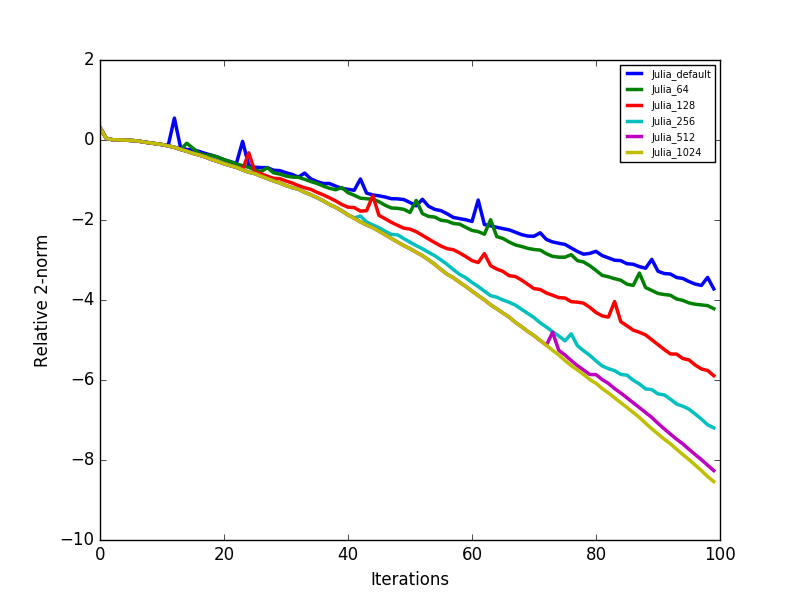 2
0
−2
−4
−6
−8
−10
0 20 40 60 80 100
Relative 2-norm
Iterations
Julia_default
Julia_64
Julia_128
Julia_256
Julia_512
Julia_1024